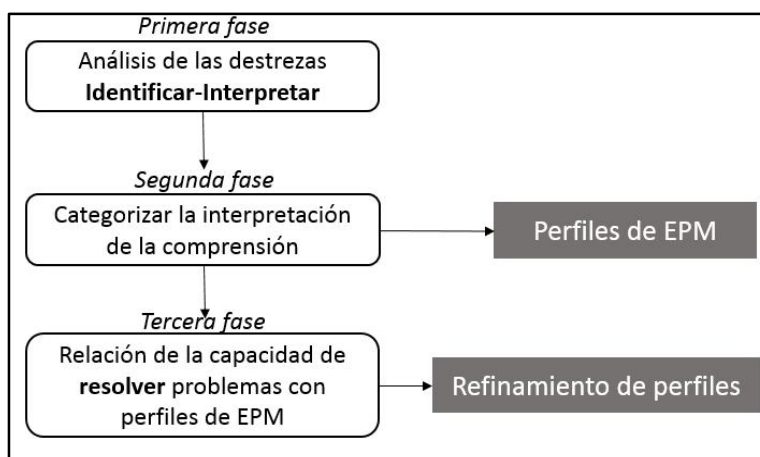 Primera fase
Análisis de las destrezas
Identificar-Interpretar
Segunda fase
Categorizar la interpretación
de la comprensión
Perfiles de EPM
Tercera fase
Relación de la capacidad de
resolver problemas con
perfiles de EPM
Refinamiento de perfiles